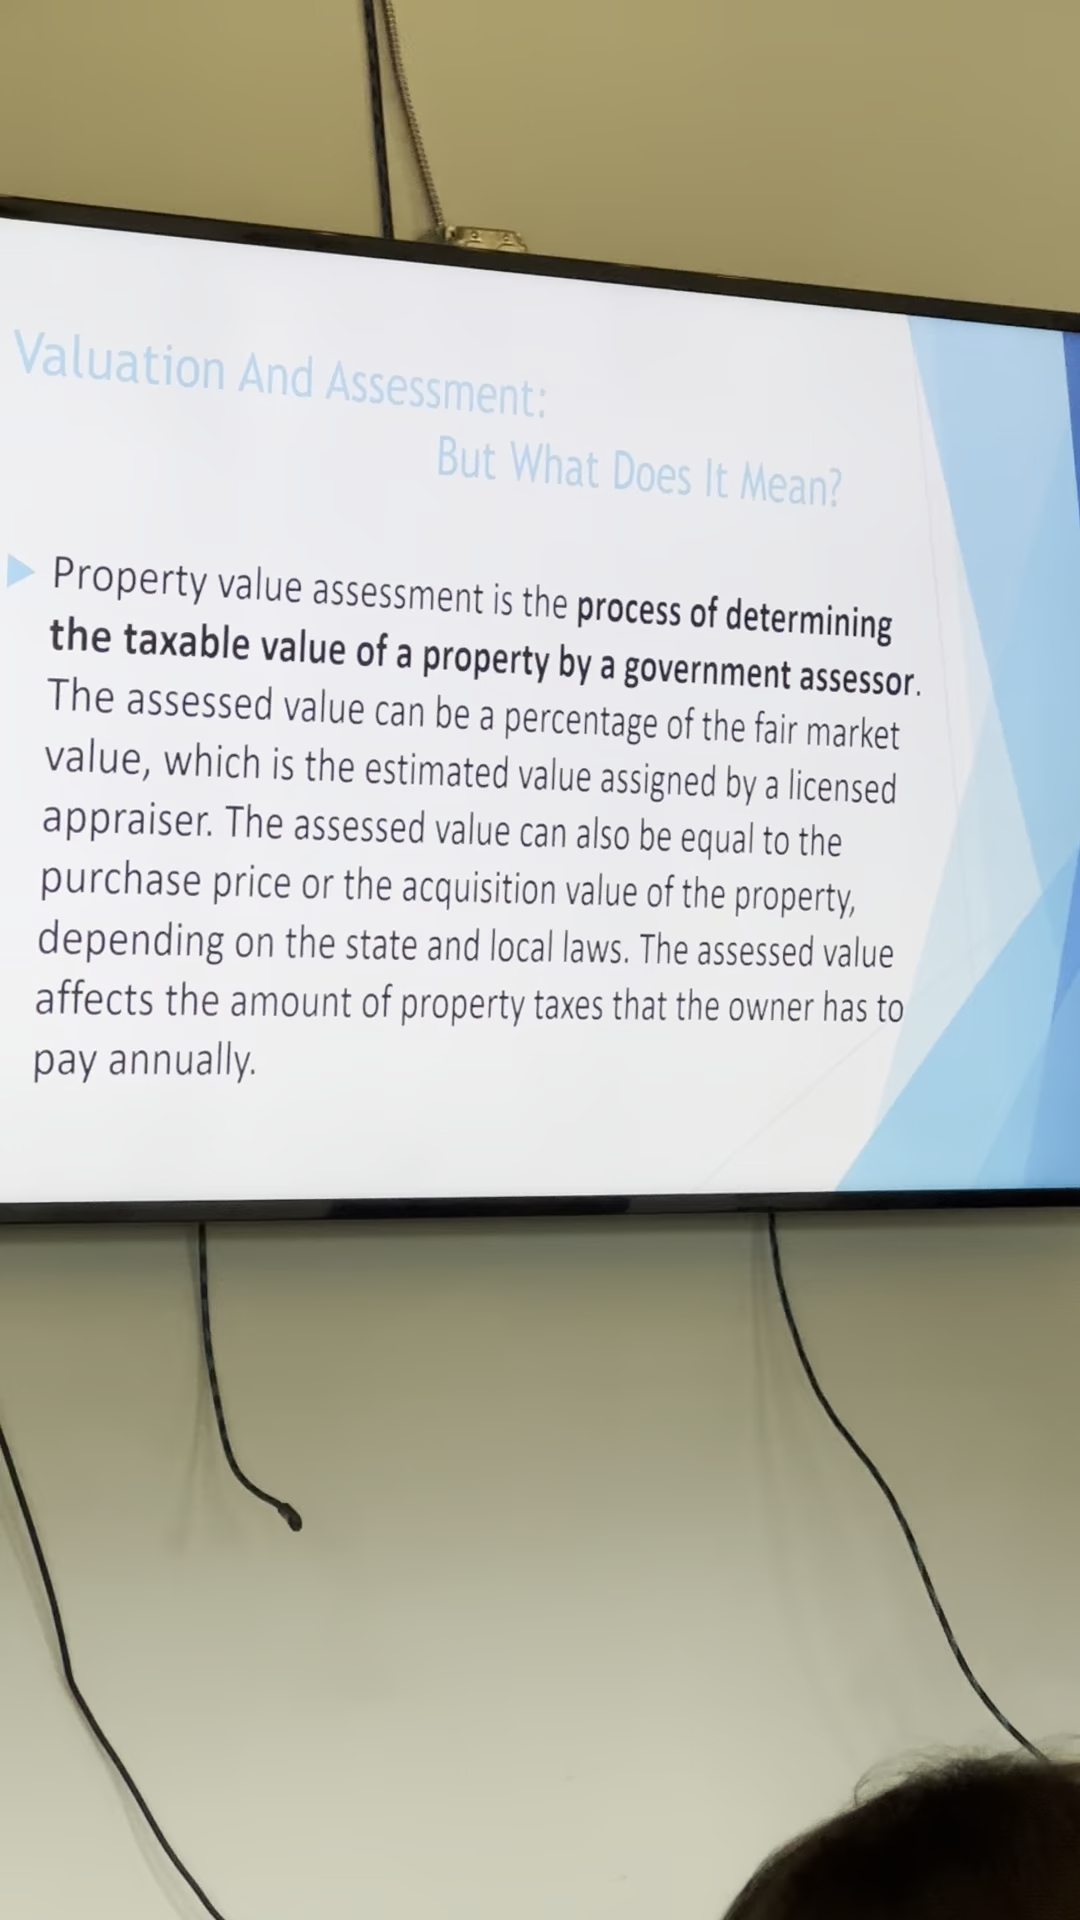 Valuation And Assessment:
But What Does It Mean?
Property value assessment is the process of determining
the taxable value of a property by a government assessor.
The assessed value can be a percentage of the fair market
value, which is the estimated value assigned by a licensed
appraiser. The assessed value can also be equal to the
purchase price or the acquisition value of the property,
depending on the state and local laws. The assessed value
affects the amount of property taxes that the owner has to
pay annually.